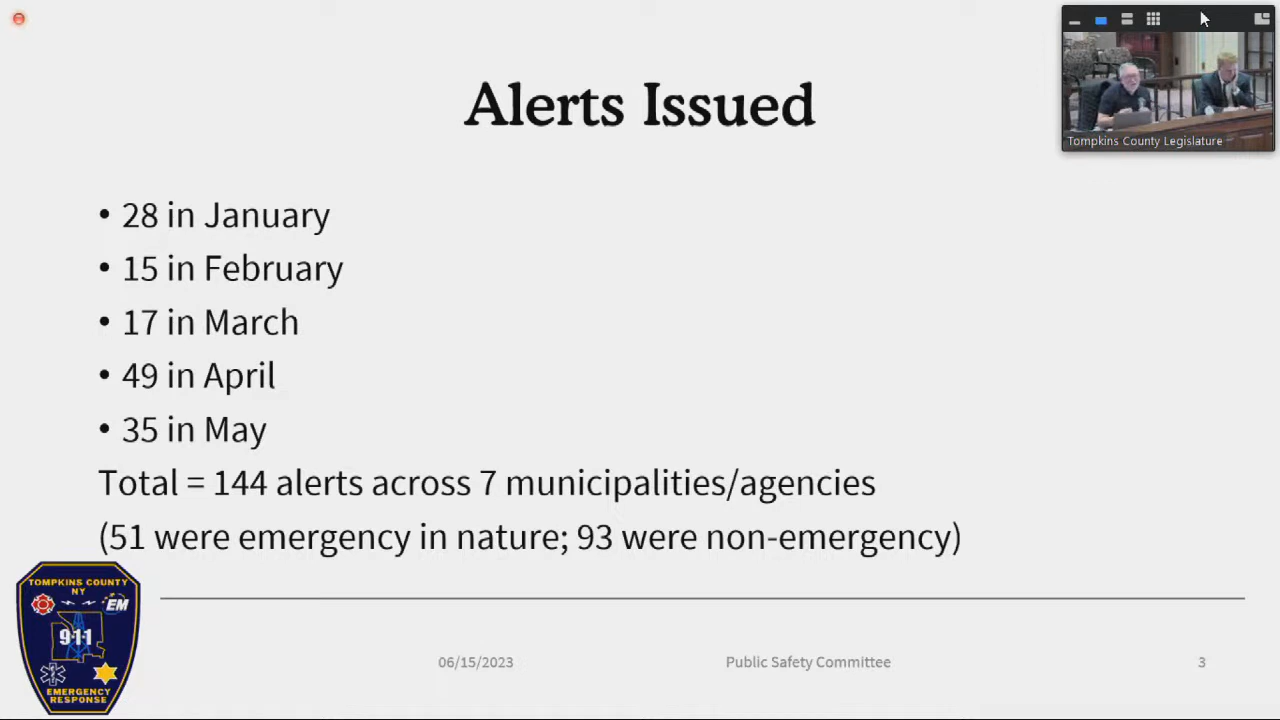 Alerts Issued
Tompkins County Legislature
• 28 in January
• 15 in February
• 17 in March
• 49 in April
• 35 in May
Total = 144 alerts across 7 municipalities/agencies
(51 were emergency in nature; 93 were non-emergency)
TOMPKINS COUNTY
NY
EM
911
EMERGENCY
RESPONSE
06/15/2023
Public Safety Committee
3